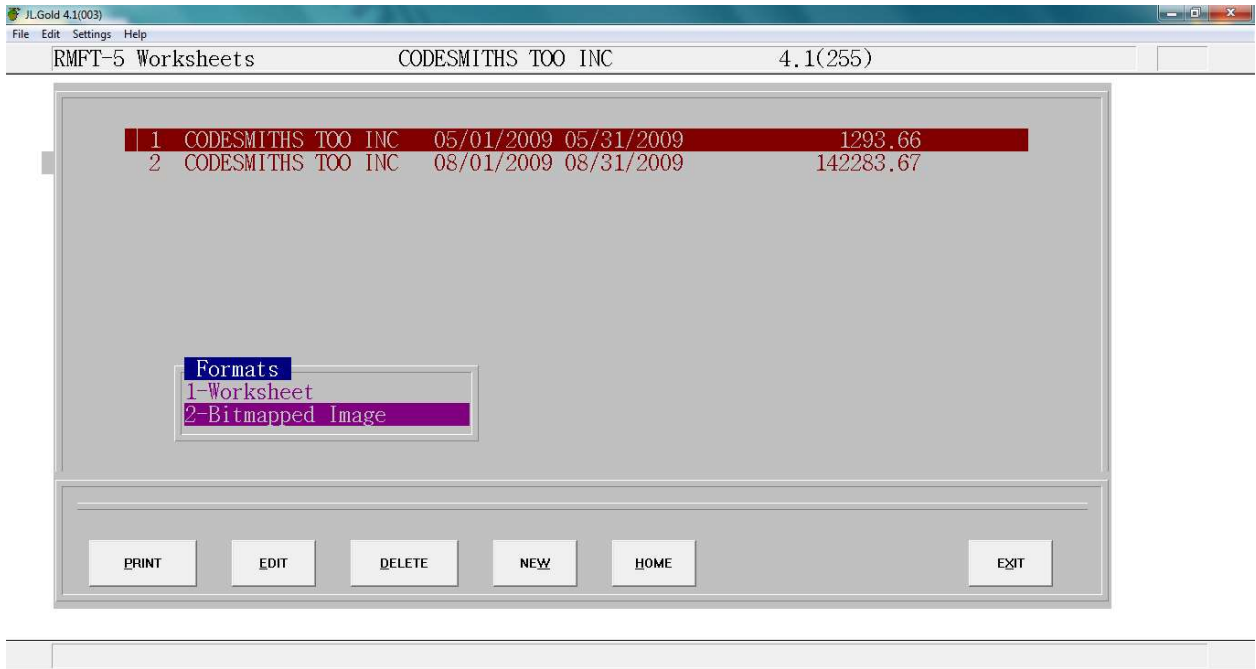 JL.Gold 4.1(003)
File Edit Settings Help
RMFT-5 Worksheets CODESMITHS TOO INC 4.1(255)
1 CODESMITHS TOO INC 05/01/2009 05/31/2009 1293.66
2 CODESMITHS TOO INC 08/01/2009 08/31/2009 142283.67
Formats
1-Worksheet
2-Bitmapped Image
PRINT EDIT DELETE NEW HOME EXIT